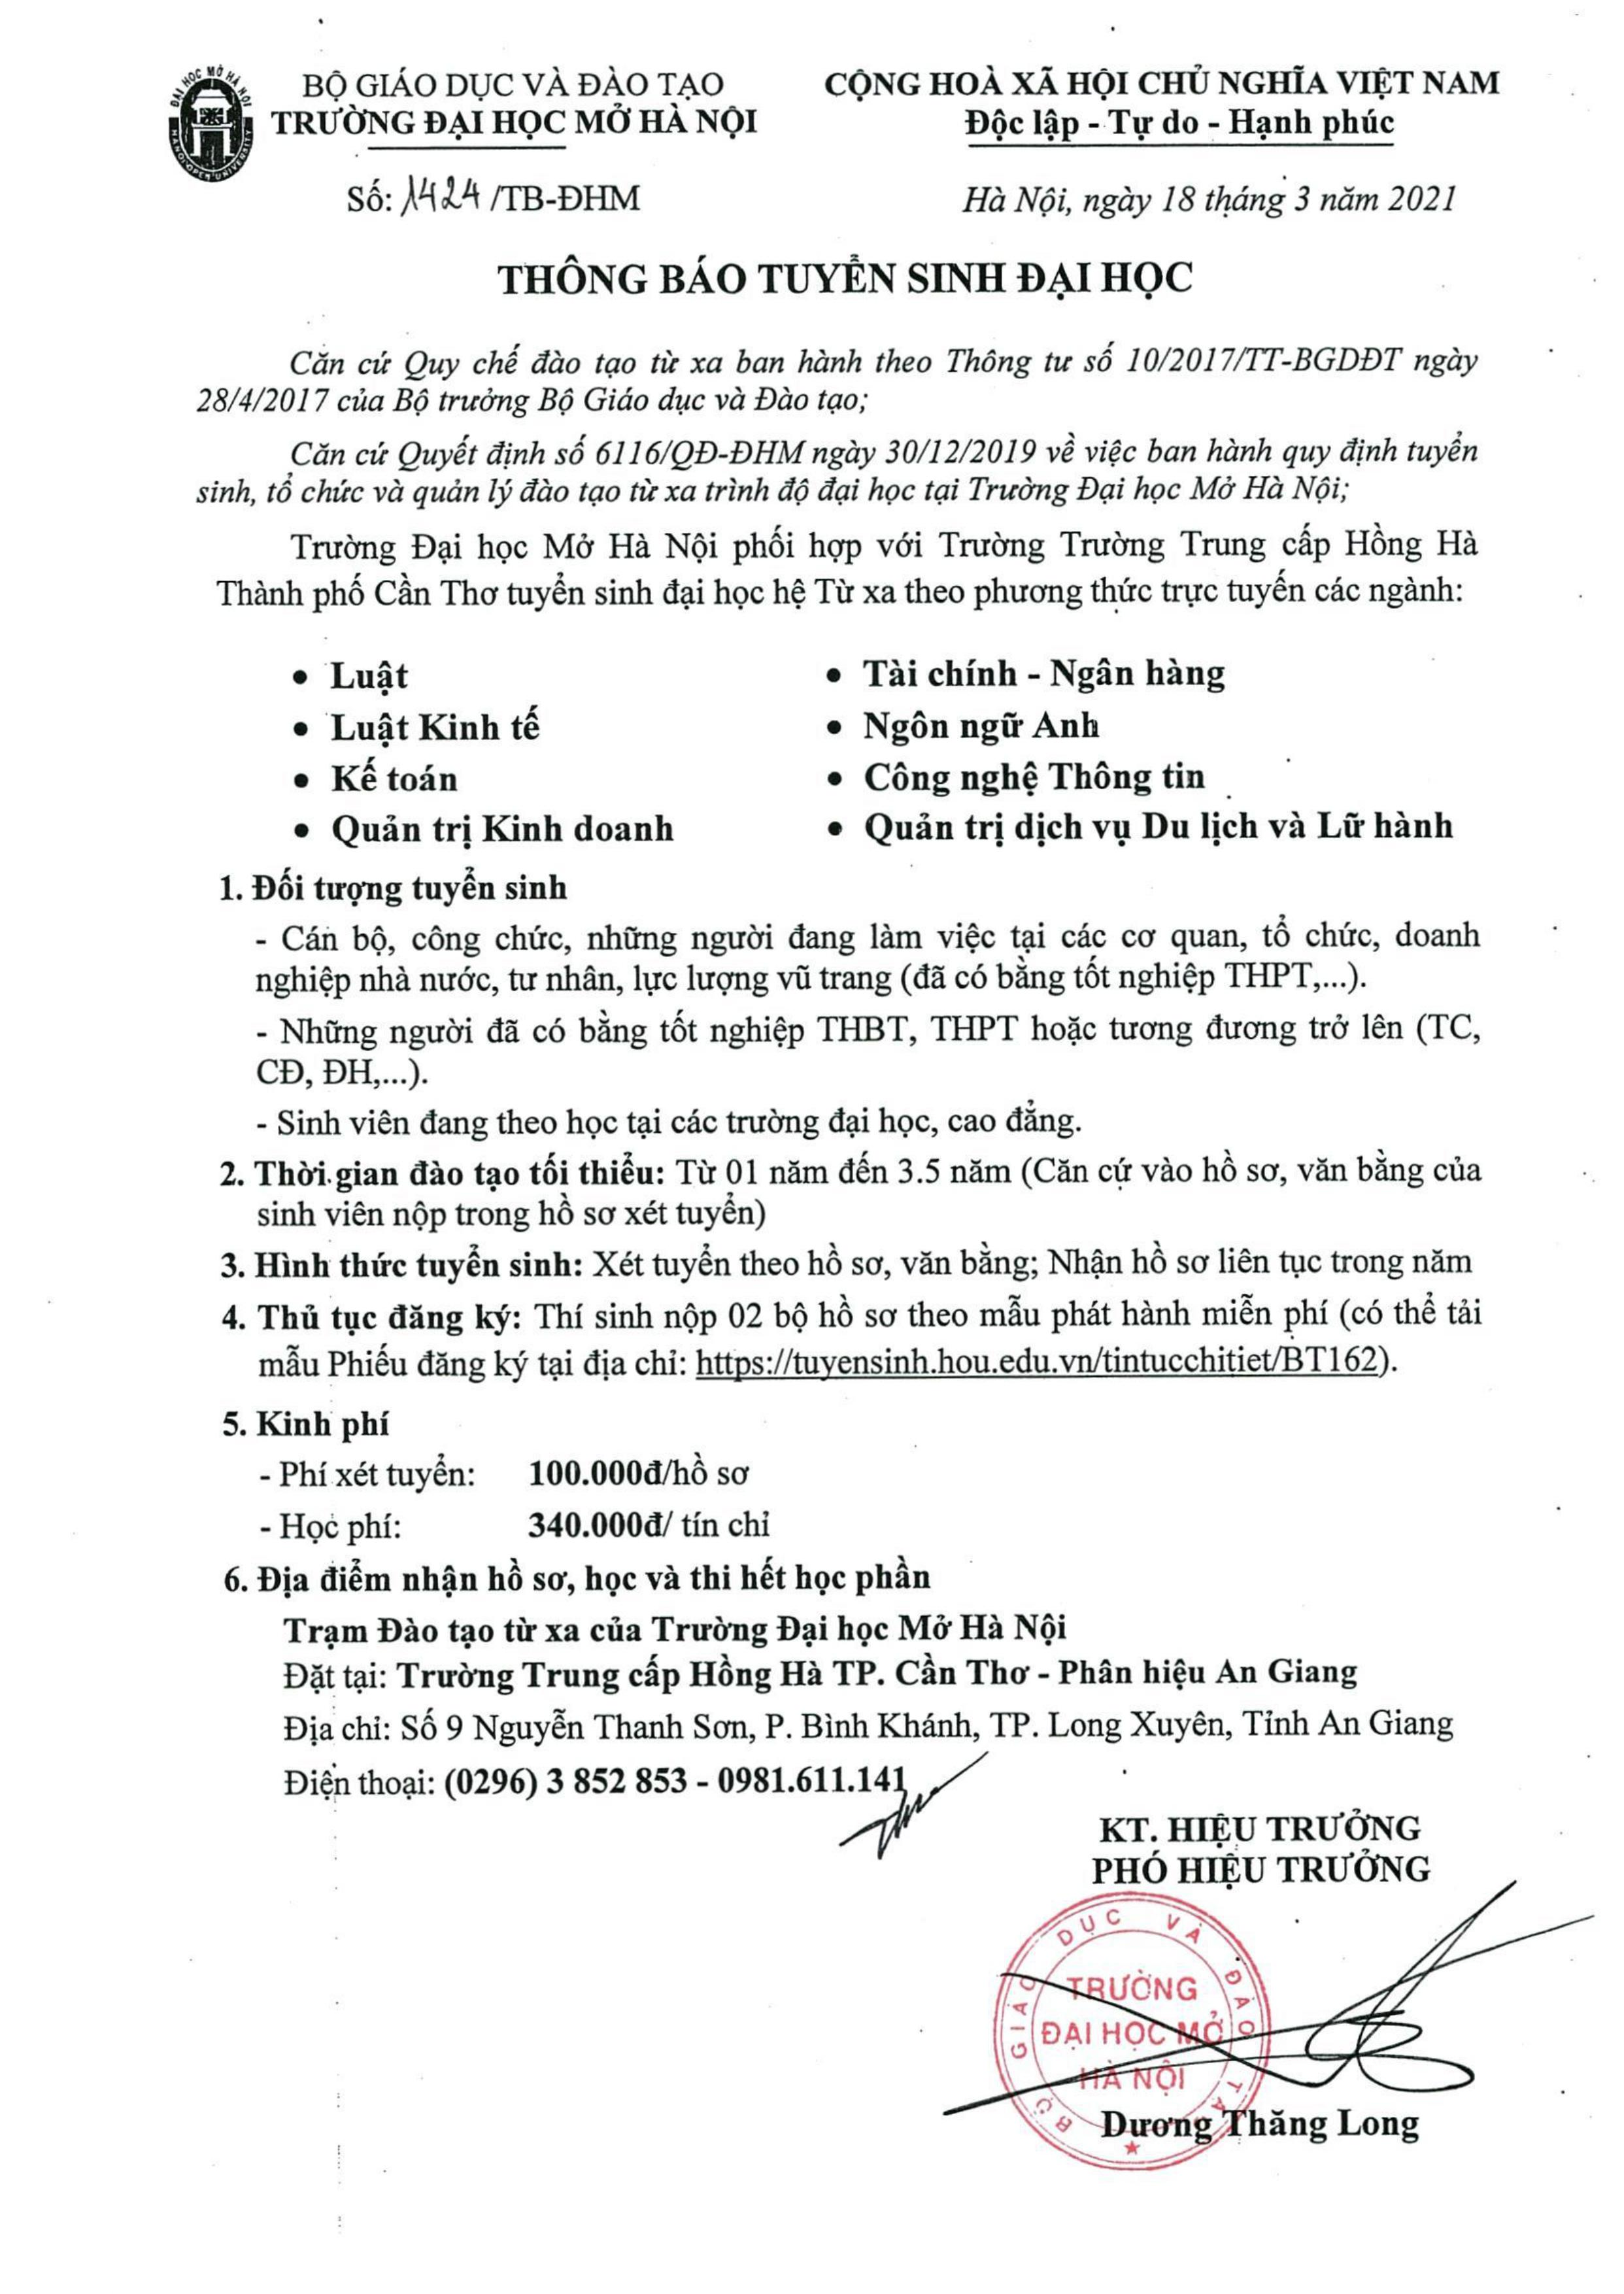 ĐẠI HỌC MỞ HÀ NỘI
HANOI OPEN UNIVERSITY
BỘ GIÁO DỤC VÀ ĐÀO TẠO
TRƯỜNG ĐẠI HỌC MỞ HÀ NỘI
Số: 1424 /TB-ĐHM
CỘNG HOÀ XÃ HỘI CHỦ NGHĨA VIỆT NAM
Độc lập - Tự do - Hạnh phúc
Hà Nội, ngày 18 tháng 3 năm 2021
THÔNG BÁO TUYỂN SINH ĐẠI HỌC
Căn cứ Quy chế đào tạo từ xa ban hành theo Thông tư số 10/2017/TT-BGDĐT ngày
28/4/2017 của Bộ trưởng Bộ Giáo dục và Đào tạo;
Căn cứ Quyết định số 6116/QĐ-ĐHM ngày 30/12/2019 về việc ban hành quy định tuyển
sinh, tổ chức và quản lý đào tạo từ xa trình độ đại học tại Trường Đại học Mở Hà Nội;
Trường Đại học Mở Hà Nội phối hợp với Trường Trường Trung cấp Hồng Hà
Thành phố Cần Thơ tuyển sinh đại học hệ Từ xa theo phương thức trực tuyến các ngành:
• Luật
• Luật Kinh tế
• Kế toán
• Quản trị Kinh doanh
• Tài chính - Ngân hàng
• Ngôn ngữ Anh
• Công nghệ Thông tin
• Quản trị dịch vụ Du lịch và Lữ hành
1. Đối tượng tuyển sinh
- Cán bộ, công chức, những người đang làm việc tại các cơ quan, tổ chức, doanh
nghiệp nhà nước, tư nhân, lực lượng vũ trang (đã có bằng tốt nghiệp THPT,...).
- Những người đã có bằng tốt nghiệp THBT, THPT hoặc tương đương trở lên (TC,
CĐ, ĐH,...).
- Sinh viên đang theo học tại các trường đại học, cao đẳng.
2. Thời gian đào tạo tối thiểu: Từ 01 năm đến 3.5 năm (Căn cứ vào hồ sơ, văn bằng của
sinh viên nộp trong hồ sơ xét tuyển)
3. Hình thức tuyển sinh: Xét tuyển theo hồ sơ, văn bằng; Nhận hồ sơ liên tục trong năm
4. Thủ tục đăng ký: Thí sinh nộp 02 bộ hồ sơ theo mẫu phát hành miễn phí (có thể tải
mẫu Phiếu đăng ký tại địa chỉ: https://tuyensinh.hou.edu.vn/tintucchitiet/BT162).
5. Kinh phí
- Phí xét tuyển: 100.000đ/hồ sơ
- Học phí: 340.000đ/ tín chỉ
6. Địa điểm nhận hồ sơ, học và thi hết học phần
Trạm Đào tạo từ xa của Trường Đại học Mở Hà Nội
Đặt tại: Trường Trung cấp Hồng Hà TP. Cần Thơ - Phân hiệu An Giang
Địa chỉ: Số 9 Nguyễn Thanh Sơn, P. Bình Khánh, TP. Long Xuyên, Tỉnh An Giang
Điện thoại: (0296) 3 852 853 - 0981.611.141
KT. HIỆU TRƯỞNG
PHÓ HIỆU TRƯỞNG
BỘ GIÁO DỤC VÀ ĐÀO TẠO
TRƯỜNG
ĐẠI HỌC MỞ
HÀ NỘI
Dương Thăng Long